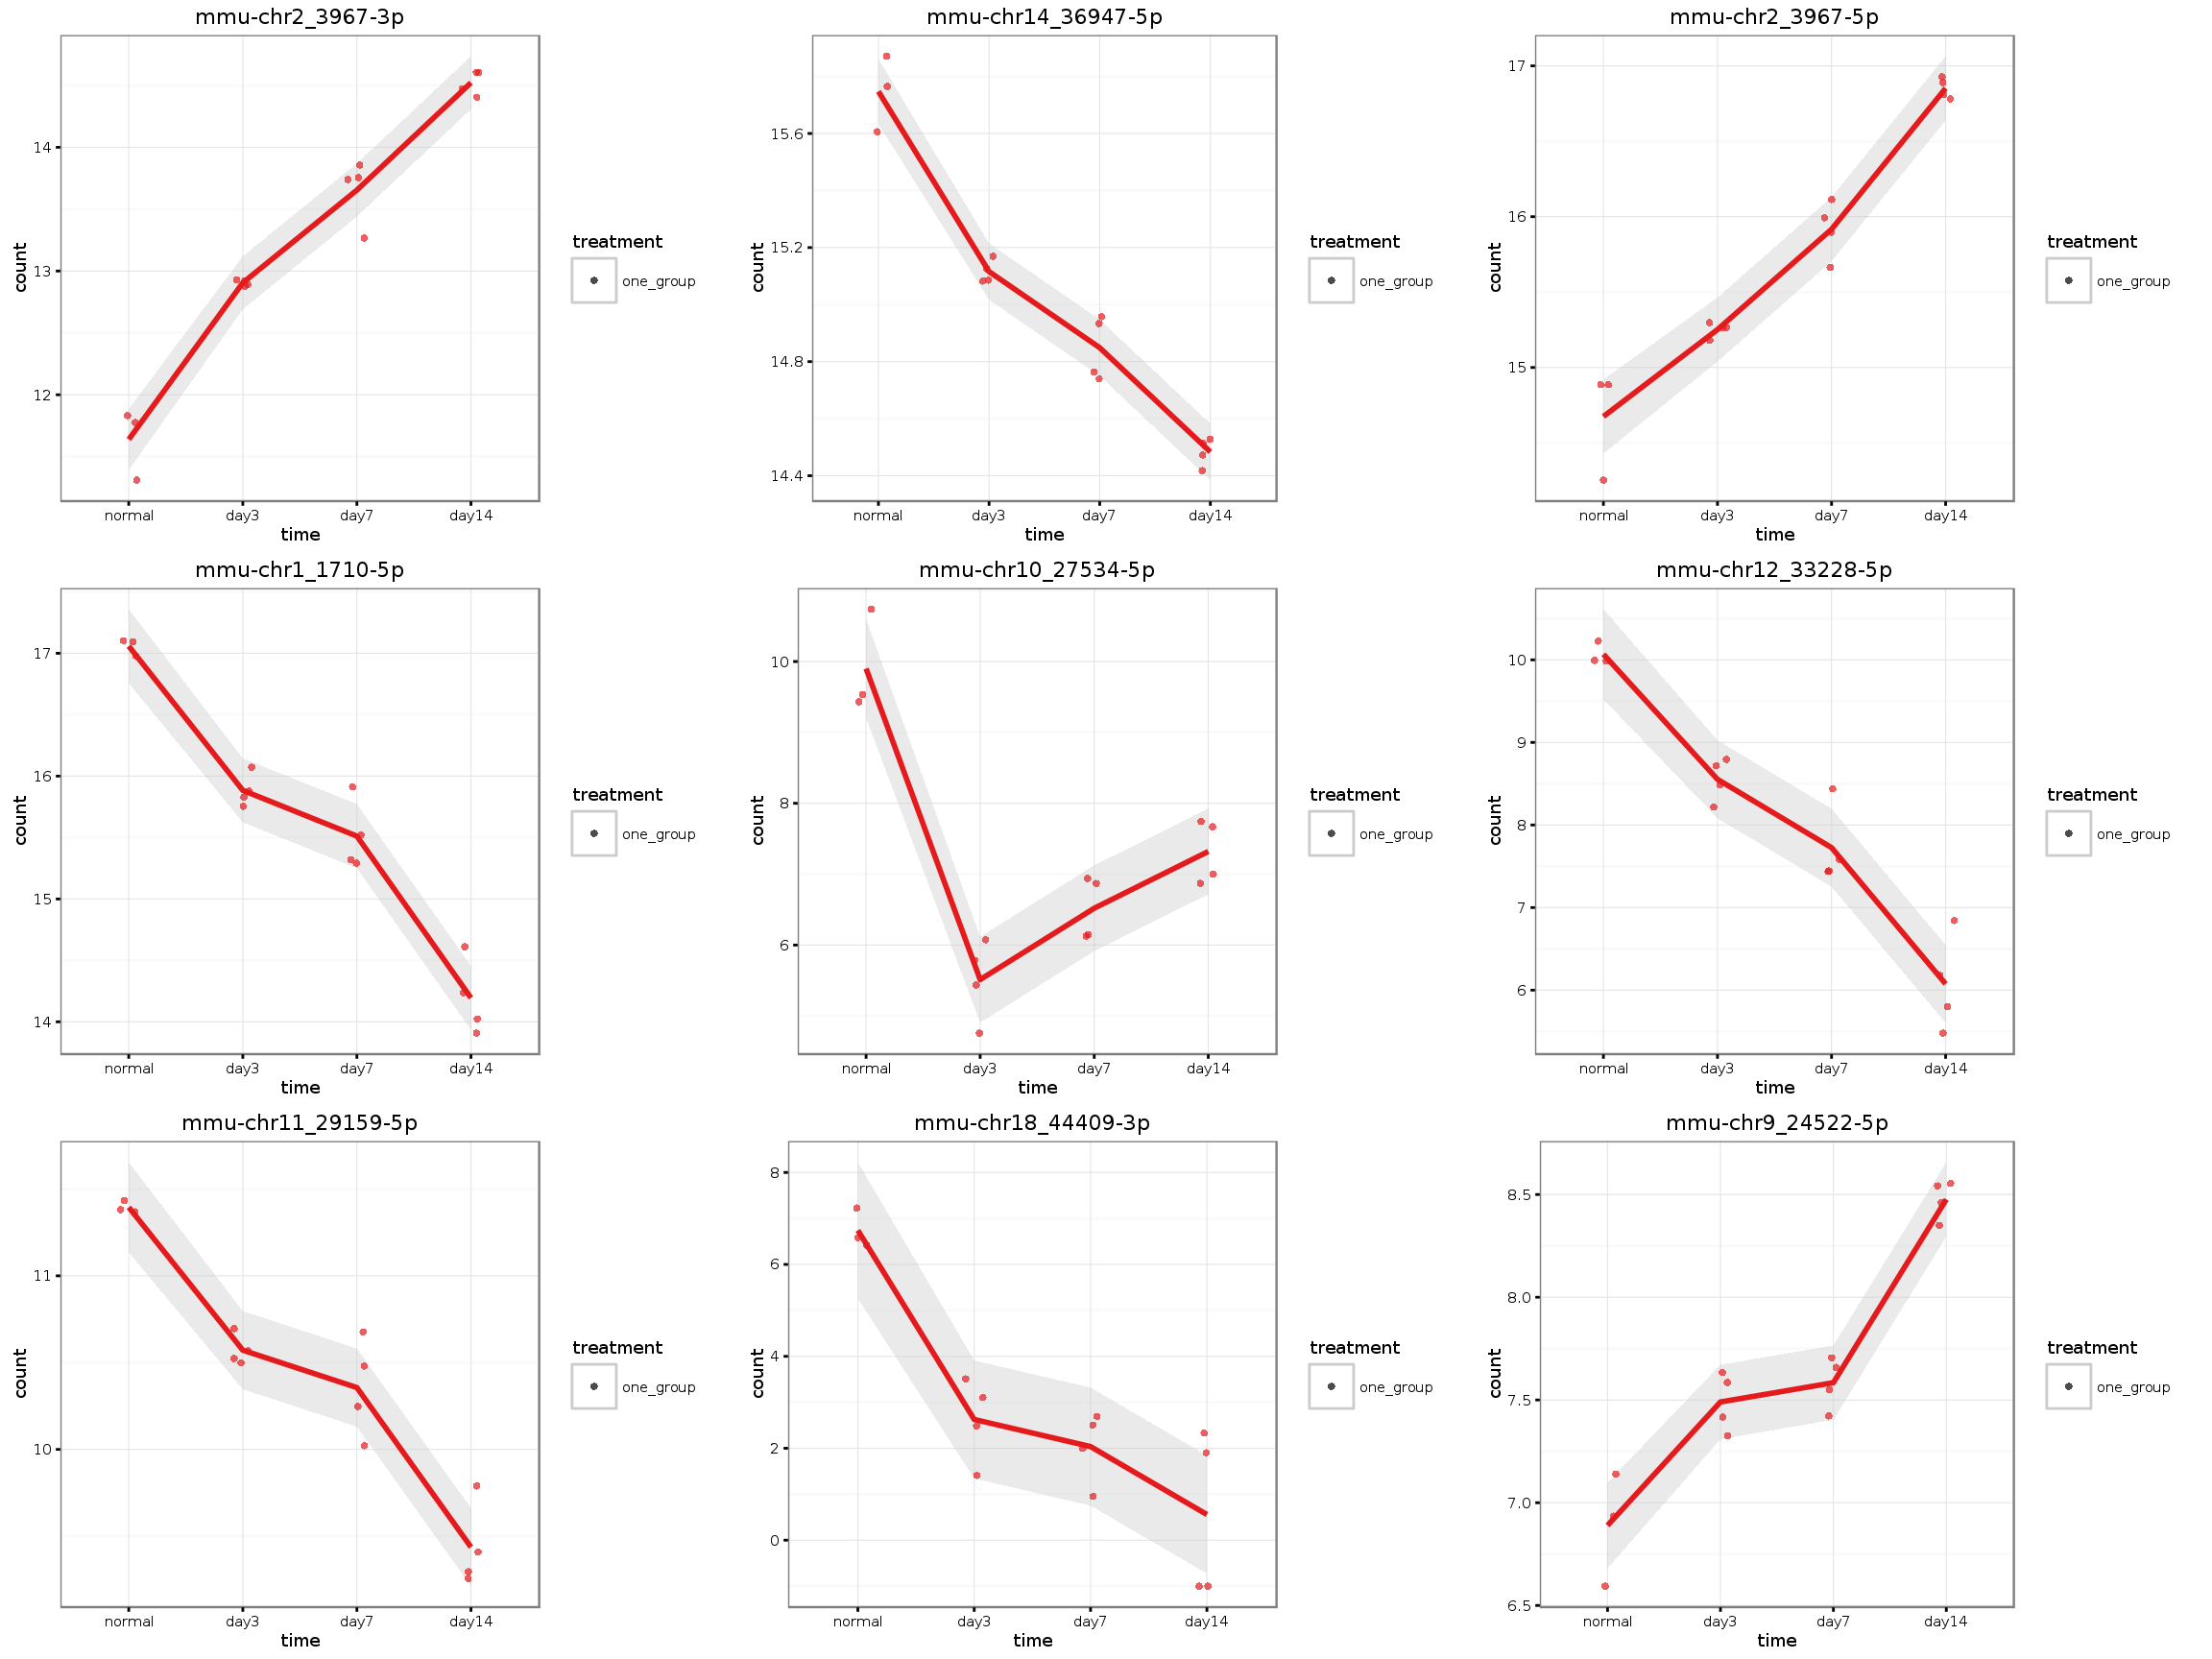 mmu-chr2_3967-3p
count
14
13
12
normal day3 day7 day14
time
treatment
one_group
mmu-chr14_36947-5p
count
15.6
15.2
14.8
14.4
normal day3 day7 day14
time
treatment
one_group
mmu-chr2_3967-5p
count
17
16
15
normal day3 day7 day14
time
treatment
one_group
mmu-chr1_1710-5p
count
17
16
15
14
normal day3 day7 day14
time
treatment
one_group
mmu-chr10_27534-5p
count
10
8
6
normal day3 day7 day14
time
treatment
one_group
mmu-chr12_33228-5p
count
10
9
8
7
6
normal day3 day7 day14
time
treatment
one_group
mmu-chr11_29159-5p
count
11
10
normal day3 day7 day14
time
treatment
one_group
mmu-chr18_44409-3p
count
8
6
4
2
0
normal day3 day7 day14
time
treatment
one_group
mmu-chr9_24522-5p
count
8.5
8.0
7.5
7.0
6.5
normal day3 day7 day14
time
treatment
one_group